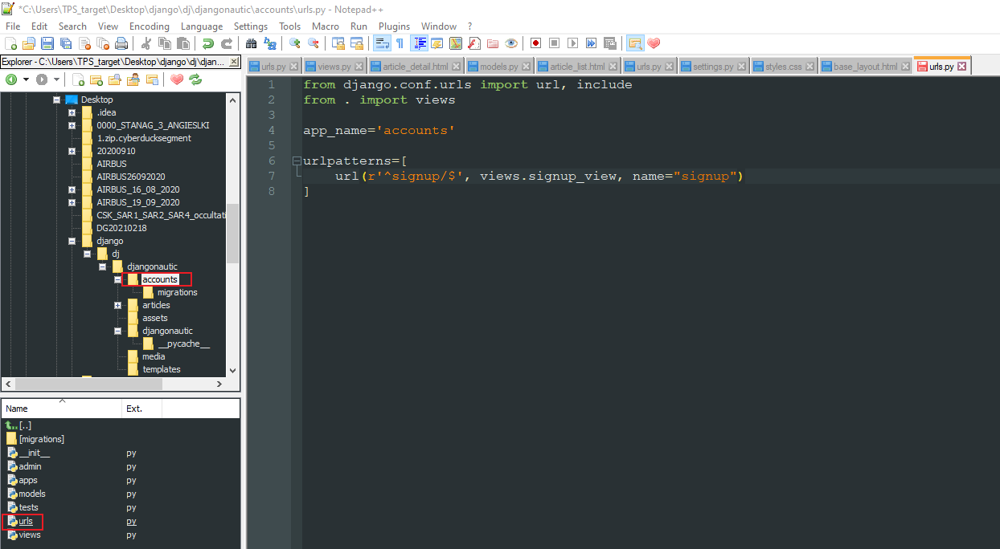 *C:\Users\TPS_target\Desktop\django\dj\djangonautic\accounts\urls.py - Notepad++
File Edit Search View Encoding Language Settings Tools Macro Run Plugins Window ?
Explorer - C:\Users\TPS_target\Desktop\django\dj\djan...
urls.py views.py article_detail.html models.py article_list.html urls.py settings.py styles.css base_layout.html urls.py
Desktop
.idea
0000_STANAG_3_ANGIESLKI
1.zip.cyberducksegment
20200910
AIRBUS
AIRBUS26092020
AIRBUS_16_08_2020
AIRBUS_19_09_2020
CSK_SAR1_SAR2_SAR4_occultati
DG20210218
django
dj
djangonautic
accounts
migrations
articles
assets
djangonautic
__pycache__
media
templates
Name Ext.
[..]
[migrations]
__init__ py
admin py
apps py
models py
tests py
urls py
views py
1 from django.conf.urls import url, include
2 from . import views
3
4 app_name='accounts'
5
6 urlpatterns=[
7     url(r'^signup/$', views.signup_view, name="signup")
8 ]